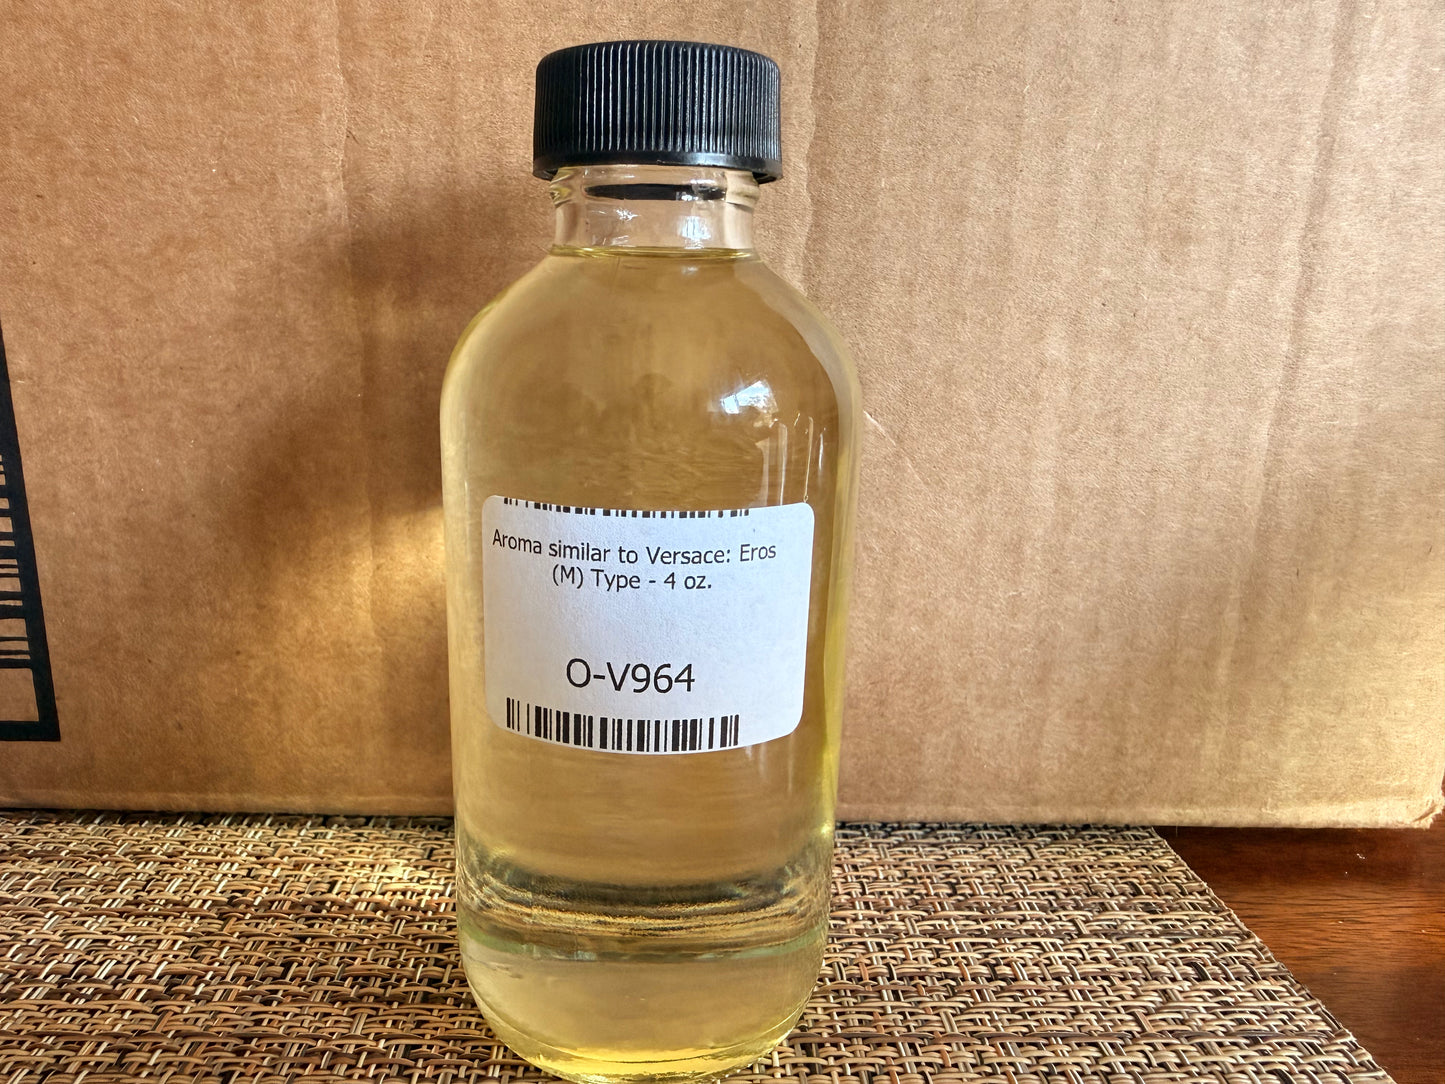 Aroma similar to Versace: Eros
(M) Type - 4 oz.
O-V964